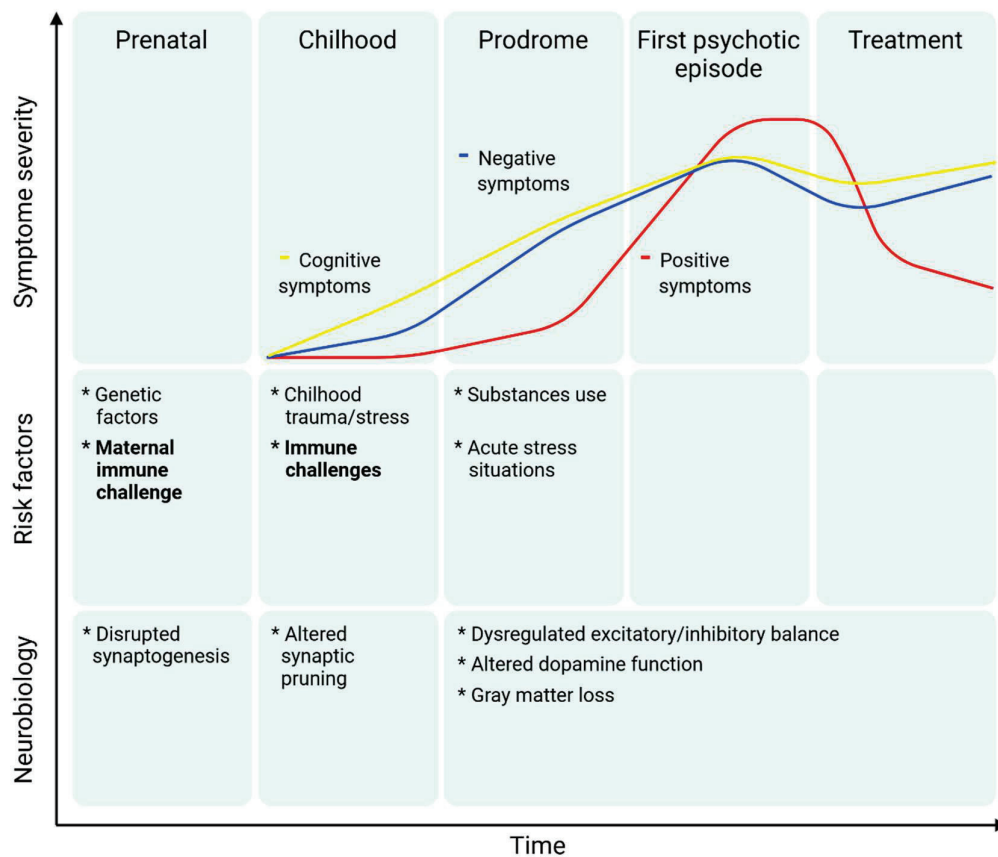 Prenatal
Chilhood
Prodrome
First psychotic
episode
Treatment
Symptome severity
- Negative
symptoms
- Cognitive
symptoms
- Positive
symptoms
Risk factors
* Genetic
factors
* Maternal
immune
challenge
* Chilhood
trauma/stress
* Immune
challenges
* Substances use
* Acute stress
situations
Neurobiology
* Disrupted
synaptogenesis
* Altered
synaptic
pruning
* Dysregulated excitatory/inhibitory balance
* Altered dopamine function
* Gray matter loss
Time